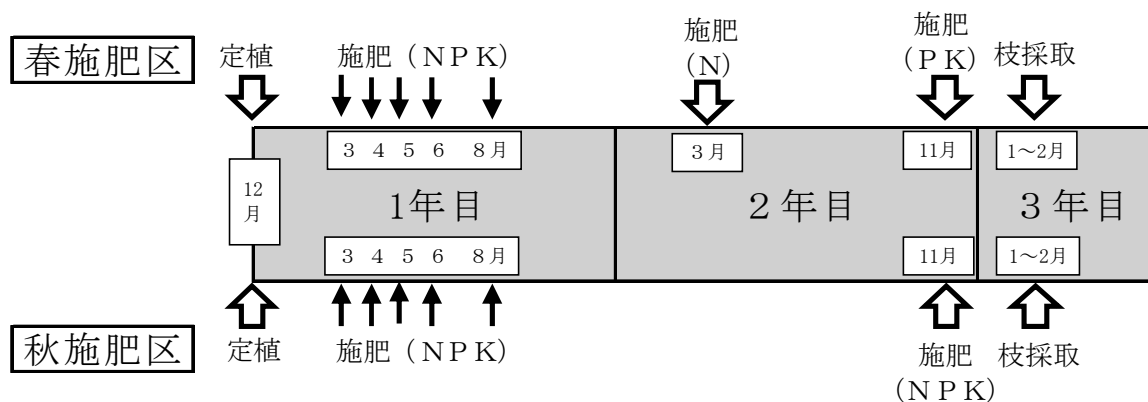 春施肥区
定植
施肥（ＮＰＫ）
施肥
（Ｎ）
施肥
（ＰＫ）
枝採取
３ ４ ５ ６ ８月
３月
11月
1～2月
12
月
１年目
２年目
３年目
３ ４ ５ ６ ８月
11月
1～2月
秋施肥区
定植
施肥（ＮＰＫ）
施肥
（ＮＰＫ）
枝採取